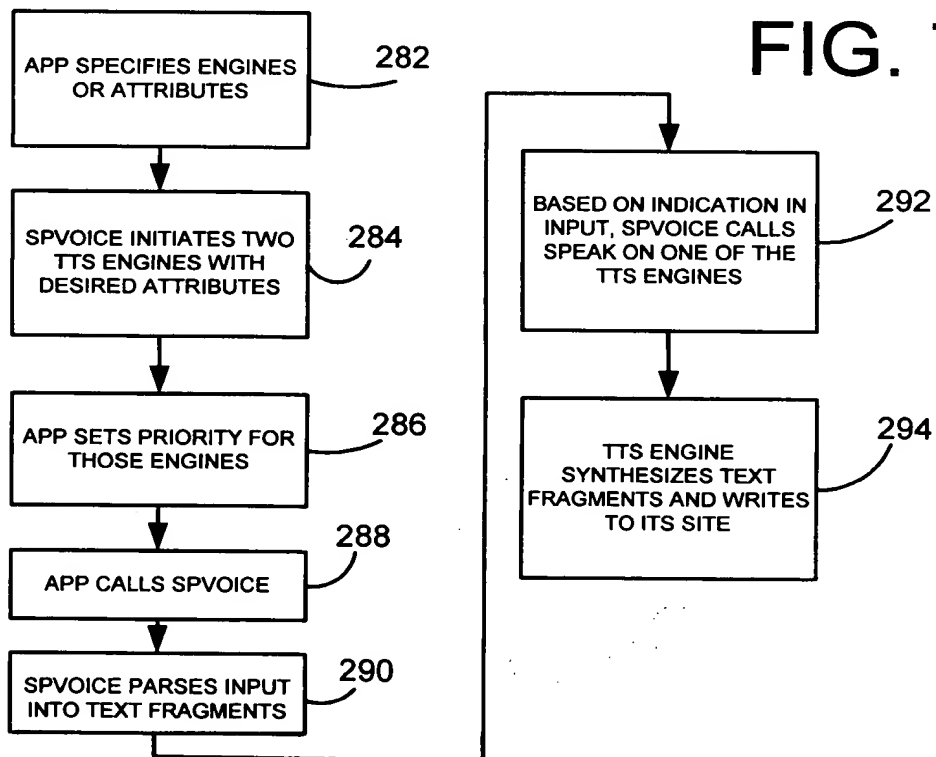 FIG.
APP SPECIFIES ENGINES
OR ATTRIBUTES
282
SPVOICE INITIATES TWO
TTS ENGINES WITH
DESIRED ATTRIBUTES
284
APP SETS PRIORITY FOR
THOSE ENGINES
286
APP CALLS SPVOICE
288
SPVOICE PARSES INPUT
INTO TEXT FRAGMENTS
290
BASED ON INDICATION IN
INPUT, SPVOICE CALLS
SPEAK ON ONE OF THE
TTS ENGINES
292
TTS ENGINE
SYNTHESIZES TEXT
FRAGMENTS AND WRITES
TO ITS SITE
294